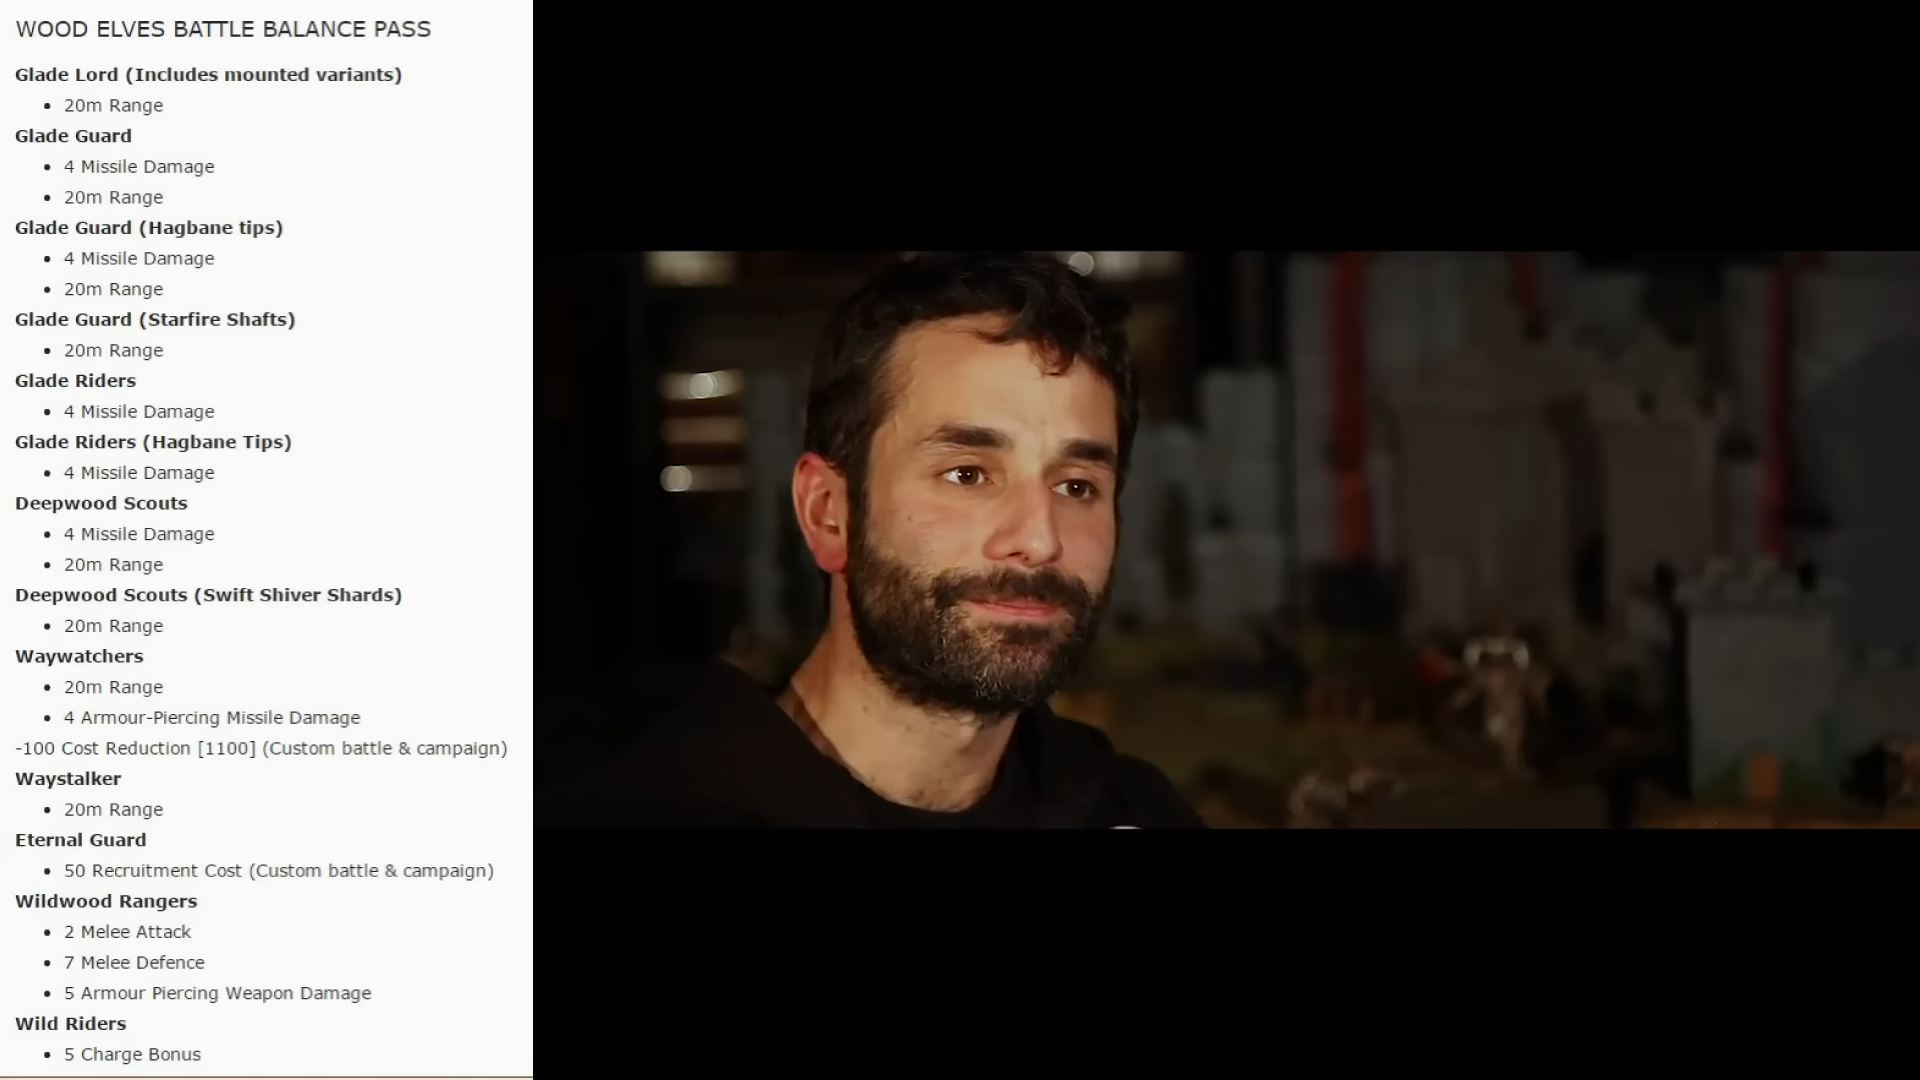 WOOD ELVES BATTLE BALANCE PASS
Glade Lord (Includes mounted variants)
• 20m Range
Glade Guard
• 4 Missile Damage
• 20m Range
Glade Guard (Hagbane tips)
• 4 Missile Damage
• 20m Range
Glade Guard (Starfire Shafts)
• 20m Range
Glade Riders
• 4 Missile Damage
Glade Riders (Hagbane Tips)
• 4 Missile Damage
Deepwood Scouts
• 4 Missile Damage
• 20m Range
Deepwood Scouts (Swift Shiver Shards)
• 20m Range
Waywatchers
• 20m Range
• 4 Armour-Piercing Missile Damage
-100 Cost Reduction [1100] (Custom battle & campaign)
Waystalker
• 20m Range
Eternal Guard
• 50 Recruitment Cost (Custom battle & campaign)
Wildwood Rangers
• 2 Melee Attack
• 7 Melee Defence
• 5 Armour Piercing Weapon Damage
Wild Riders
• 5 Charge Bonus